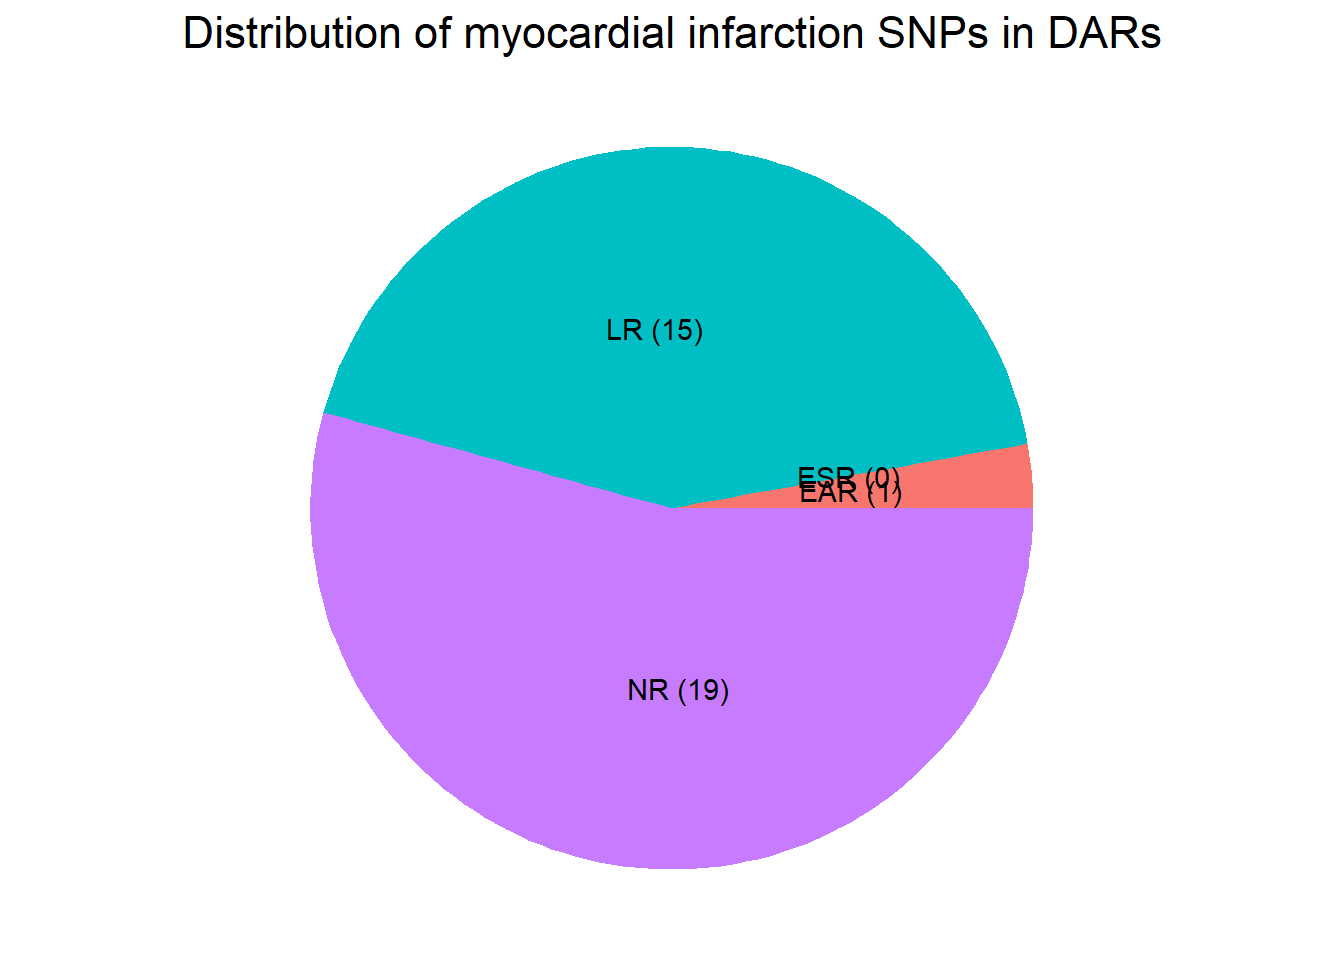 Distribution of myocardial infarction SNPs in DARs
LR (15)
ESR (0)
EAR (1)
NR (19)